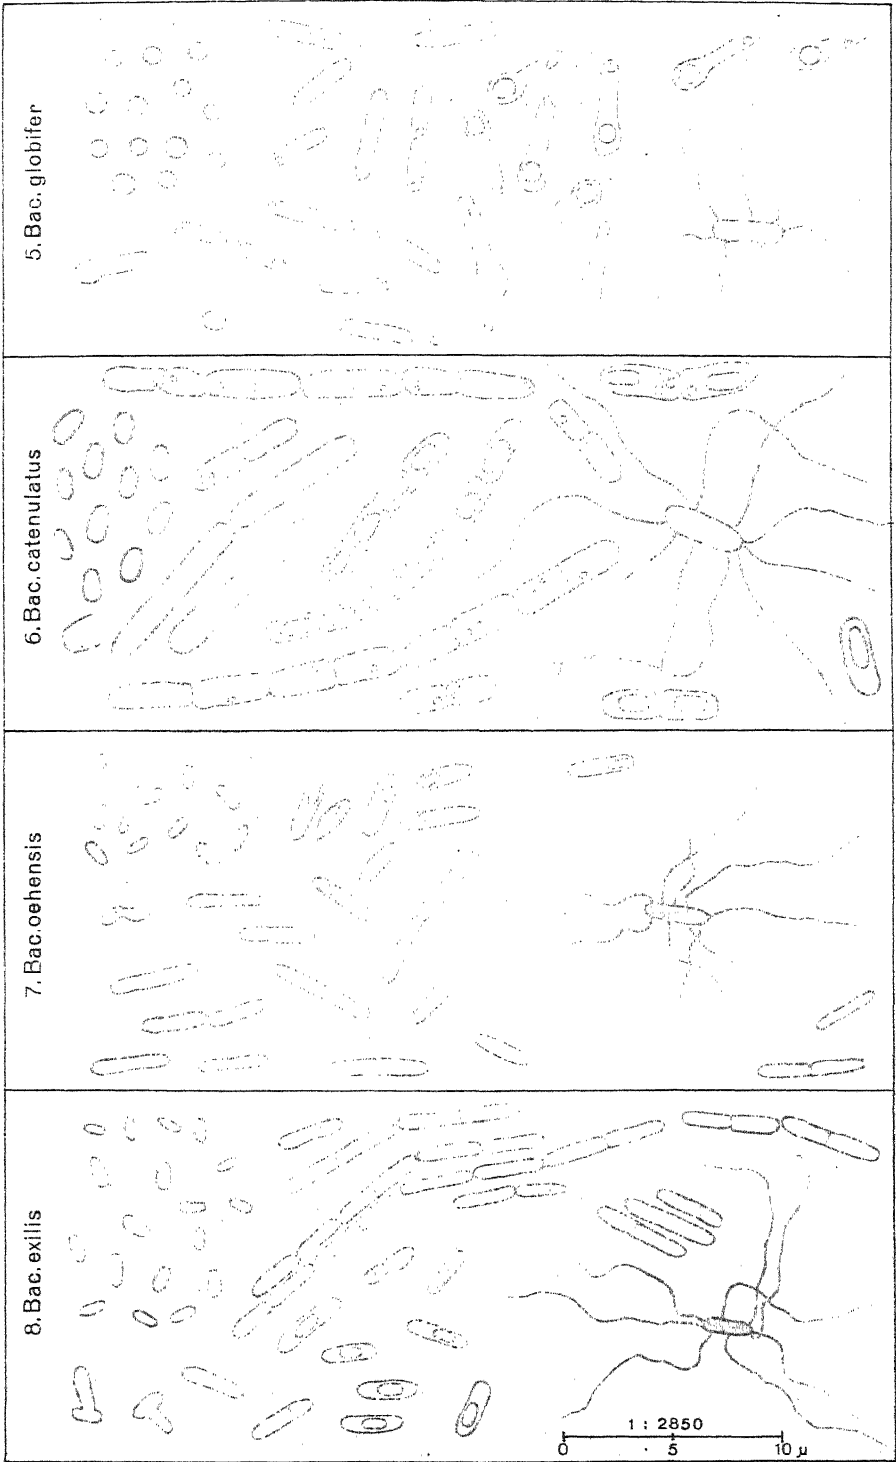 5. Bac. globifer
6. Bac. catenulatus
7. Bac. oehensis
8. Bac. exilis
1 : 2850
0 5 10 µ